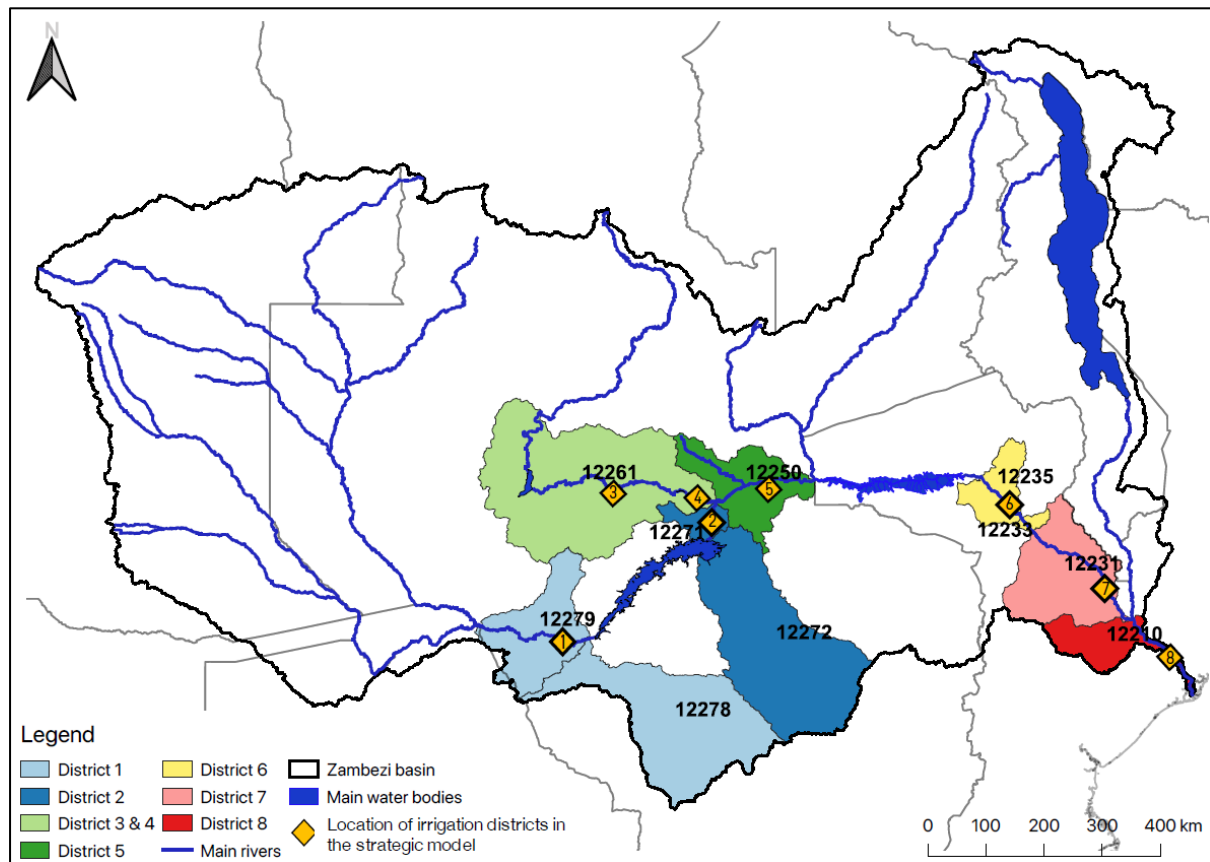 N
12261
3
4
12250
5
12271
2
12235
6
12233
12231
7
12279
1
12272
12210
8
12278
Legend
District 1
District 2
District 3 & 4
District 5
District 6
District 7
District 8
Main rivers
Zambezi basin
Main water bodies
Location of irrigation districts in
the strategic model
0 100 200 300 400 km